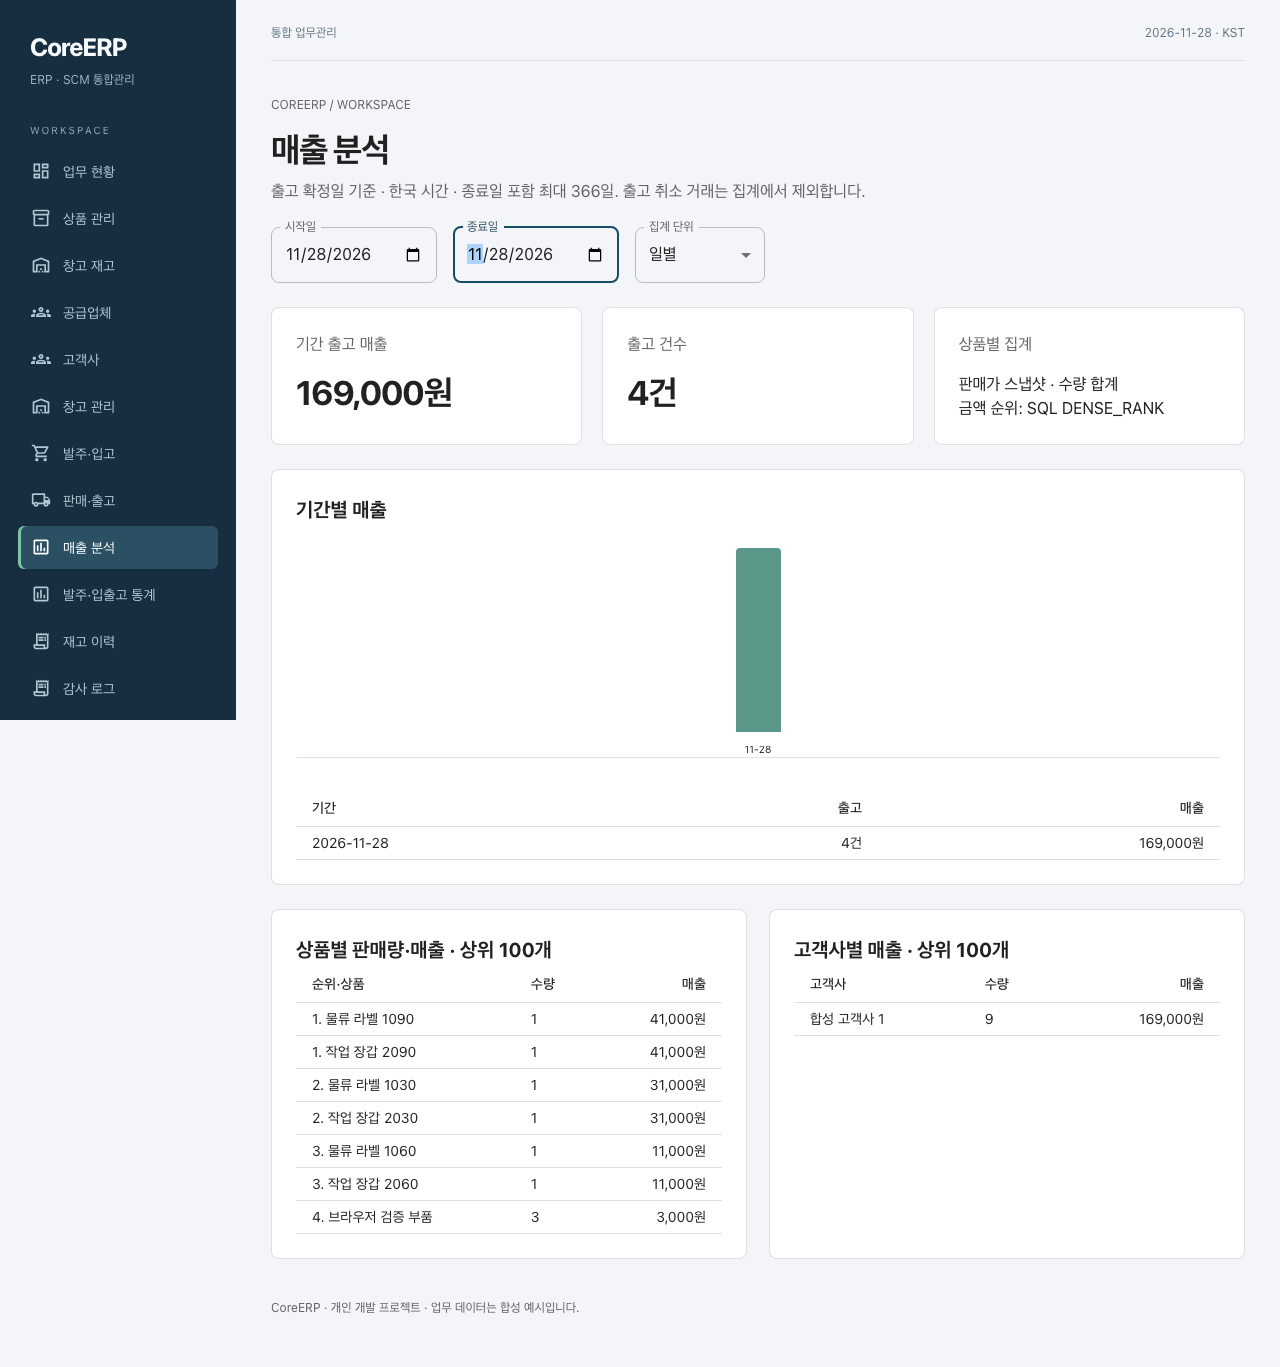 CoreERP
ERP · SCM 통합관리
WORKSPACE
업무 현황
상품 관리
창고 재고
공급업체
고객사
창고 관리
발주·입고
판매·출고
매출 분석
발주·입출고 통계
재고 이력
감사 로그
통합 업무관리
2026-11-28 · KST
COREERP / WORKSPACE
매출 분석
출고 확정일 기준 · 한국 시간 · 종료일 포함 최대 366일. 출고 취소 거래는 집계에서 제외합니다.
시작일
11/28/2026
종료일
11/28/2026
집계 단위
일별
기간 출고 매출
169,000원
출고 건수
4건
상품별 집계
판매가 스냅샷 · 수량 합계
금액 순위: SQL DENSE_RANK
기간별 매출
11-28
기간 출고 매출
2026-11-28 4건 169,000원
상품별 판매량·매출 · 상위 100개
순위·상품 수량 매출
1. 물류 라벨 1090 1 41,000원
1. 작업 장갑 2090 1 41,000원
2. 물류 라벨 1030 1 31,000원
2. 작업 장갑 2030 1 31,000원
3. 물류 라벨 1060 1 11,000원
3. 작업 장갑 2060 1 11,000원
4. 브라우저 검증 부품 3 3,000원
고객사별 매출 · 상위 100개
고객사 수량 매출
합성 고객사 1 9 169,000원
CoreERP · 개인 개발 프로젝트 · 업무 데이터는 합성 예시입니다.